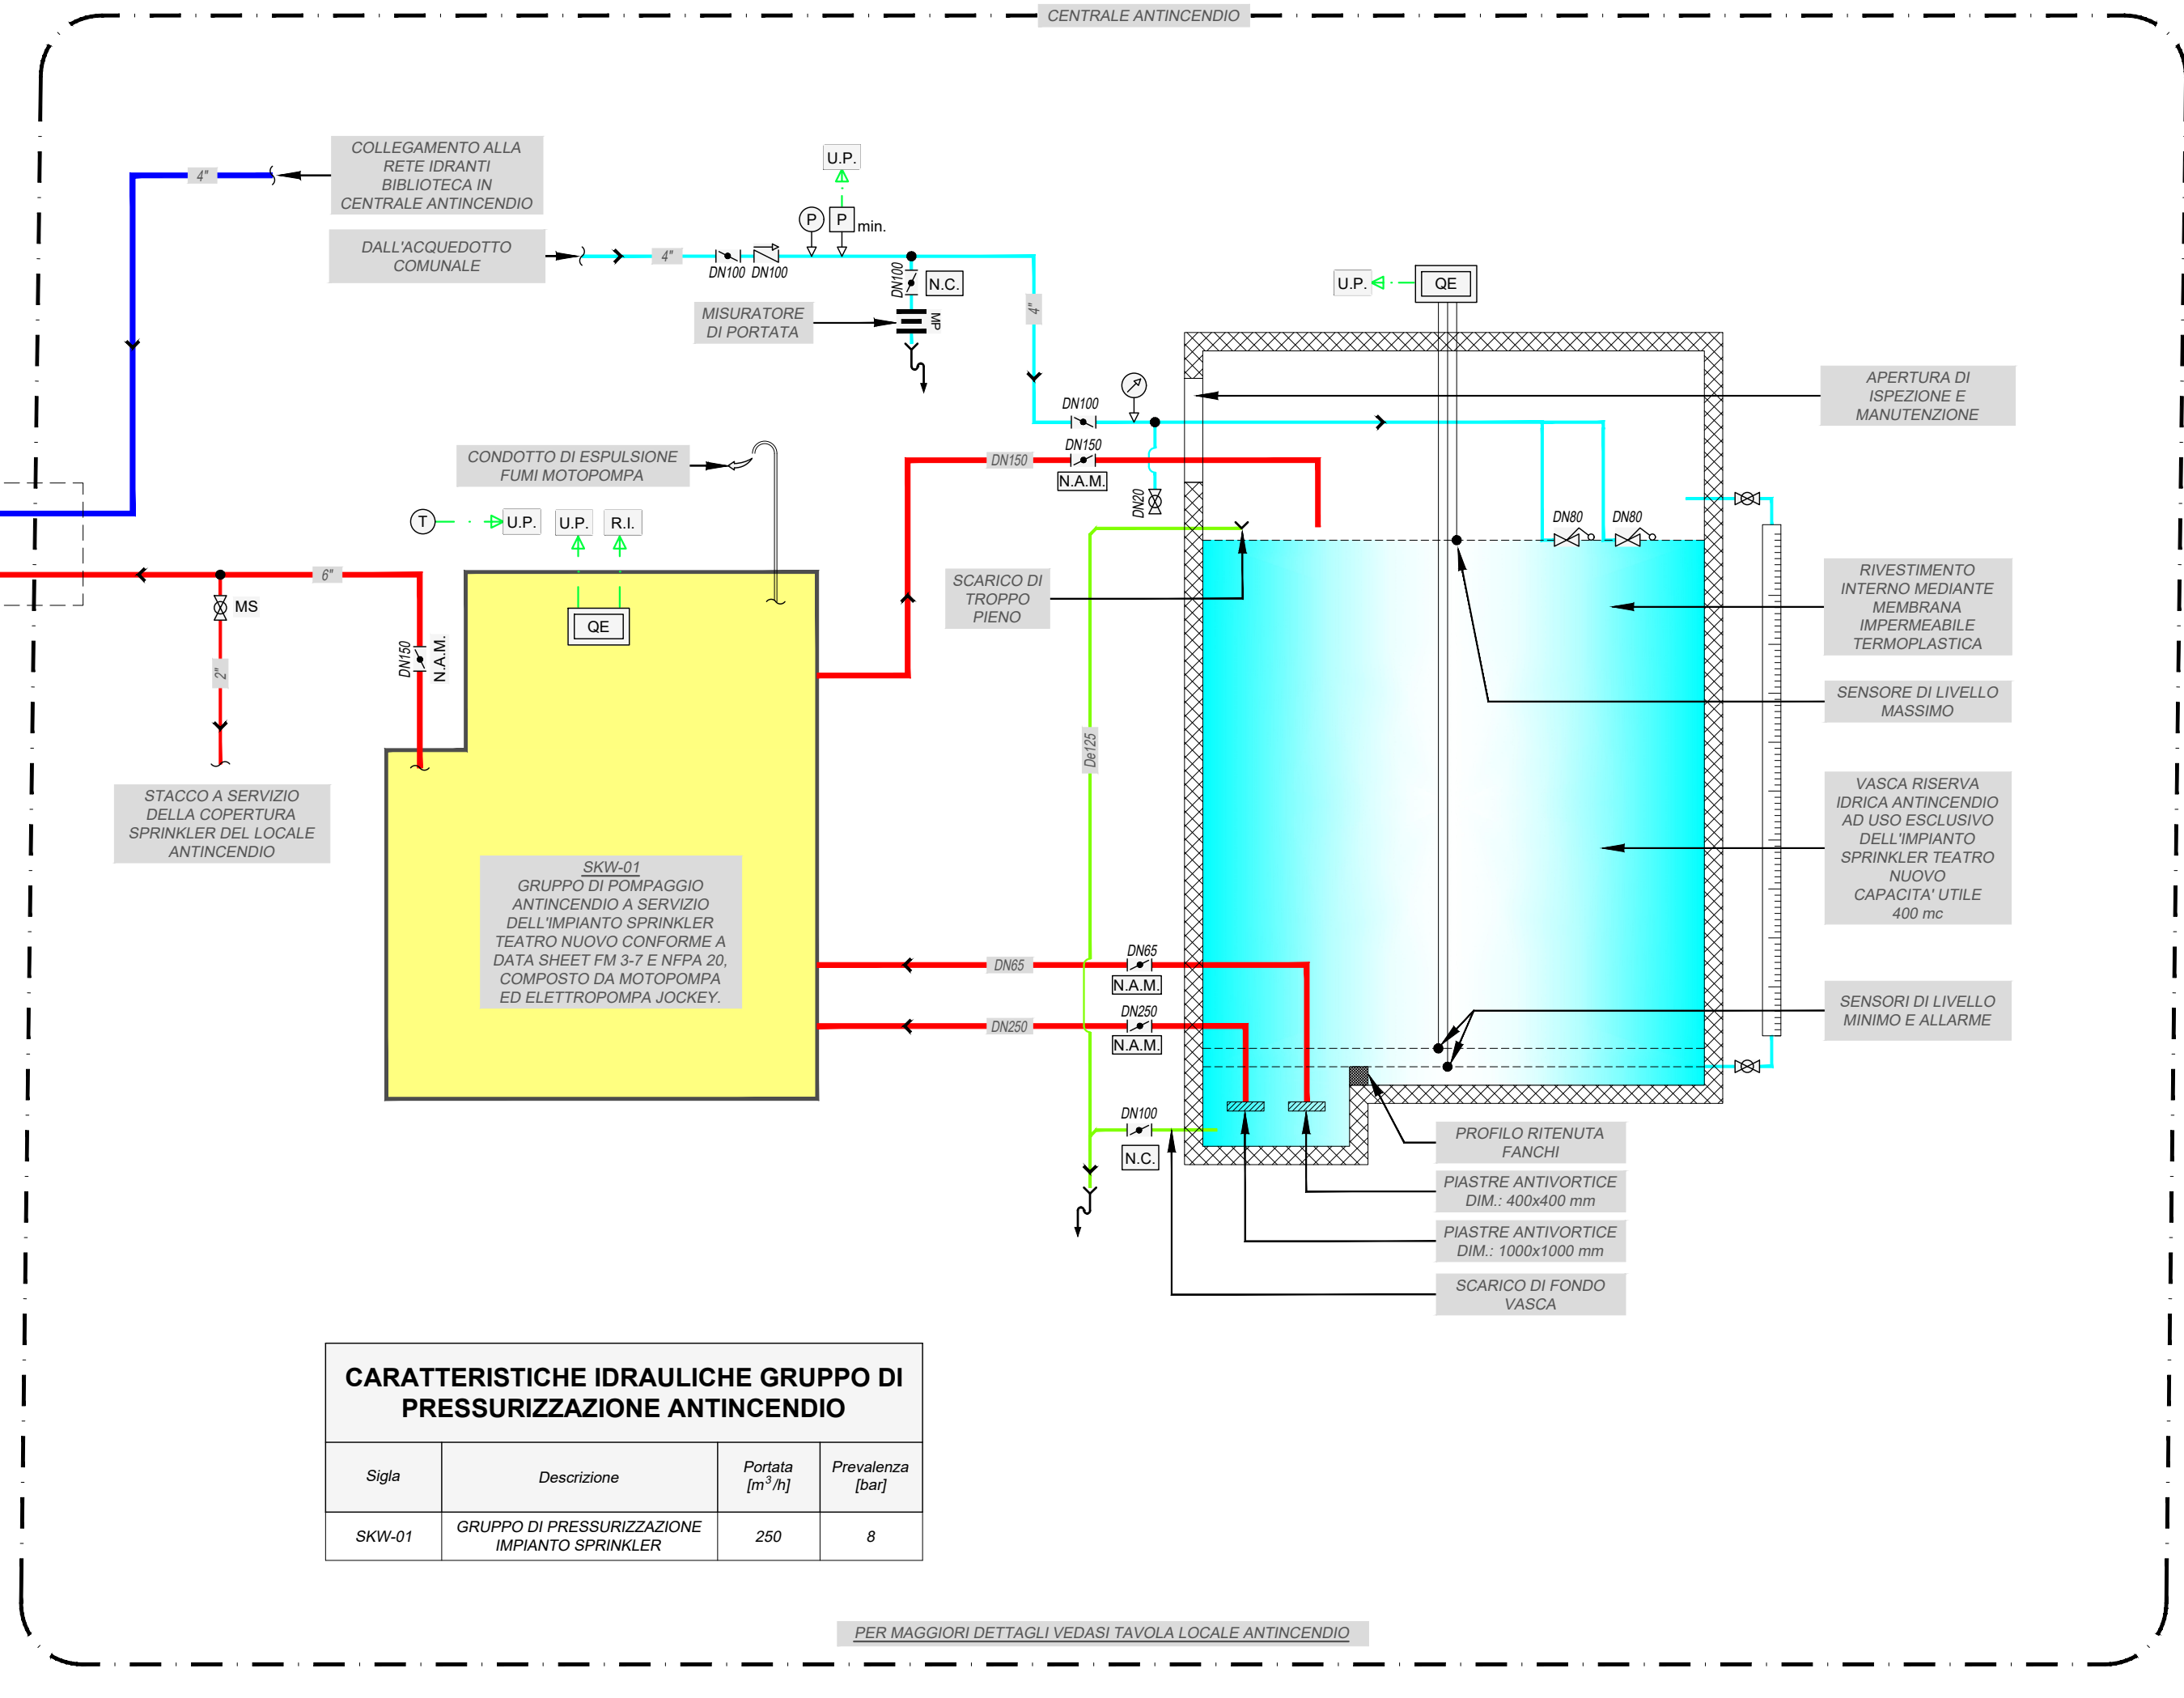 CENTRALE ANTINCENDIO
COLLEGAMENTO ALLA
RETE IDRANTI
BIBLIOTECA IN
CENTRALE ANTINCENDIO
4"
DALL'ACQUEDOTTO
COMUNALE
4"
DN100
DN100
P
P
min.
U.P.
DN100
N.C.
MISURATORE
DI PORTATA
MP
4"
U.P.
QE
APERTURA DI
ISPEZIONE E
MANUTENZIONE
DN100
DN150
DN150
N.A.M.
DN20
CONDOTTO DI ESPULSIONE
FUMI MOTOPOMPA
T
U.P.
U.P.
R.I.
DN80
DN80
6"
MS
2"
DN150
N.A.M.
QE
SCARICO DI
TROPPO
PIENO
RIVESTIMENTO
INTERNO MEDIANTE
MEMBRANA
IMPERMEABILE
TERMOPLASTICA
SENSORE DI LIVELLO
MASSIMO
De125
STACCO A SERVIZIO
DELLA COPERTURA
SPRINKLER DEL LOCALE
ANTINCENDIO
VASCA RISERVA
IDRICA ANTINCENDIO
AD USO ESCLUSIVO
DELL'IMPIANTO
SPRINKLER TEATRO
NUOVO
CAPACITA' UTILE
400 mc
SKW-01
GRUPPO DI POMPAGGIO
ANTINCENDIO A SERVIZIO
DELL'IMPIANTO SPRINKLER
TEATRO NUOVO CONFORME A
DATA SHEET FM 3-7 E NFPA 20,
COMPOSTO DA MOTOPOMPA
ED ELETTROPOMPA JOCKEY.
DN65
DN65
N.A.M.
DN250
DN250
N.A.M.
SENSORI DI LIVELLO
MINIMO E ALLARME
DN100
N.C.
PROFILO RITENUTA
FANCHI
PIASTRE ANTIVORTICE
DIM.: 400x400 mm
PIASTRE ANTIVORTICE
DIM.: 1000x1000 mm
SCARICO DI FONDO
VASCA
CARATTERISTICHE IDRAULICHE GRUPPO DI
PRESSURIZZAZIONE ANTINCENDIO
Sigla
Descrizione
Portata
[m³/h]
Prevalenza
[bar]
SKW-01
GRUPPO DI PRESSURIZZAZIONE
IMPIANTO SPRINKLER
250
8
PER MAGGIORI DETTAGLI VEDASI TAVOLA LOCALE ANTINCENDIO